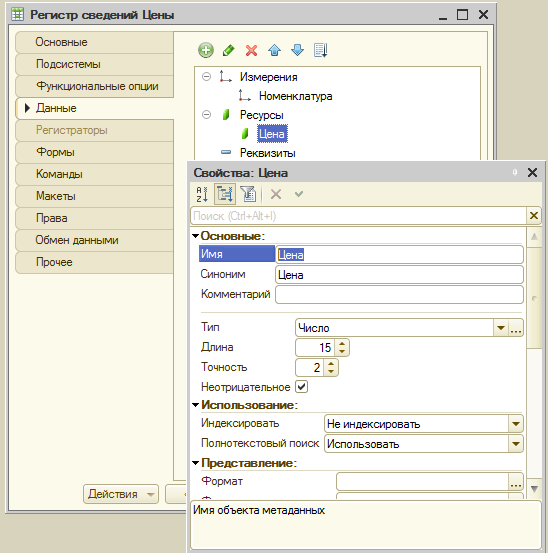 Регистр сведений Цены
Основные
Подсистемы
Функциональные опции
Данные
Регистраторы
Формы
Команды
Макеты
Права
Обмен данными
Прочее
Измерения
Номенклатура
Ресурсы
Цена
Реквизиты
Действия
Свойства: Цена
Поиск (Ctrl+Alt+I)
Основные:
Имя Цена
Синоним Цена
Комментарий
Тип Число
Длина 15
Точность 2
Неотрицательное
Использование:
Индексировать Не индексировать
Полнотекстовый поиск Использовать
Представление:
Формат
Имя объекта метаданных